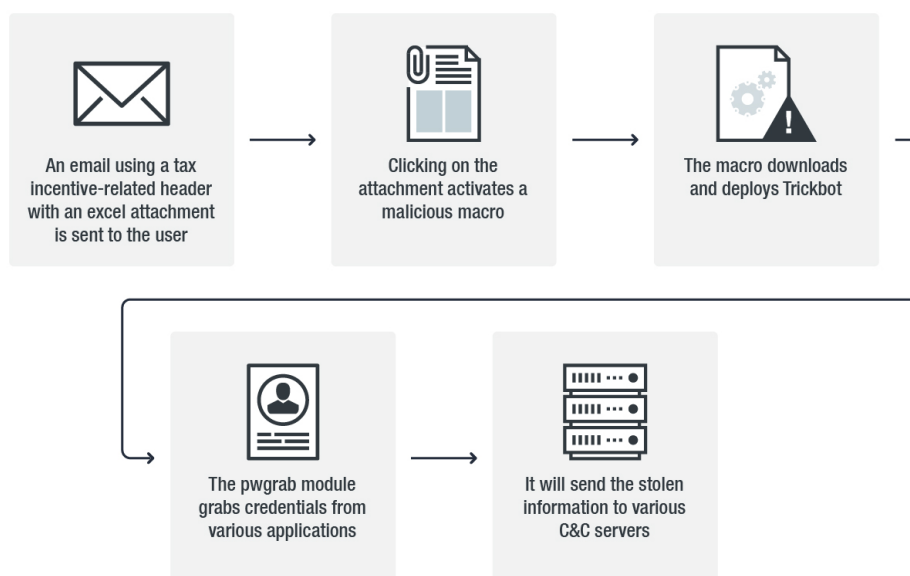 An email using a tax
incentive-related header
with an excel attachment
is sent to the user
Clicking on the
attachment activates a
malicious macro
!
The macro downloads
and deploys Trickbot
The pwgrab module
grabs credentials from
various applications
It will send the stolen
information to various
C&C servers